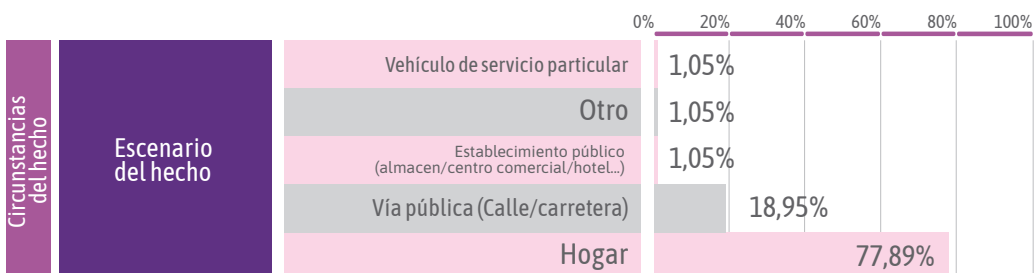 0% 20% 40% 60% 80% 100%
Circunstancias
del hecho
Escenario
del hecho
Vehículo de servicio particular
1,05%
Otro
1,05%
Establecimiento público
(almacen/centro comercial/hotel...)
1,05%
Vía pública (Calle/carretera)
18,95%
Hogar
77,89%